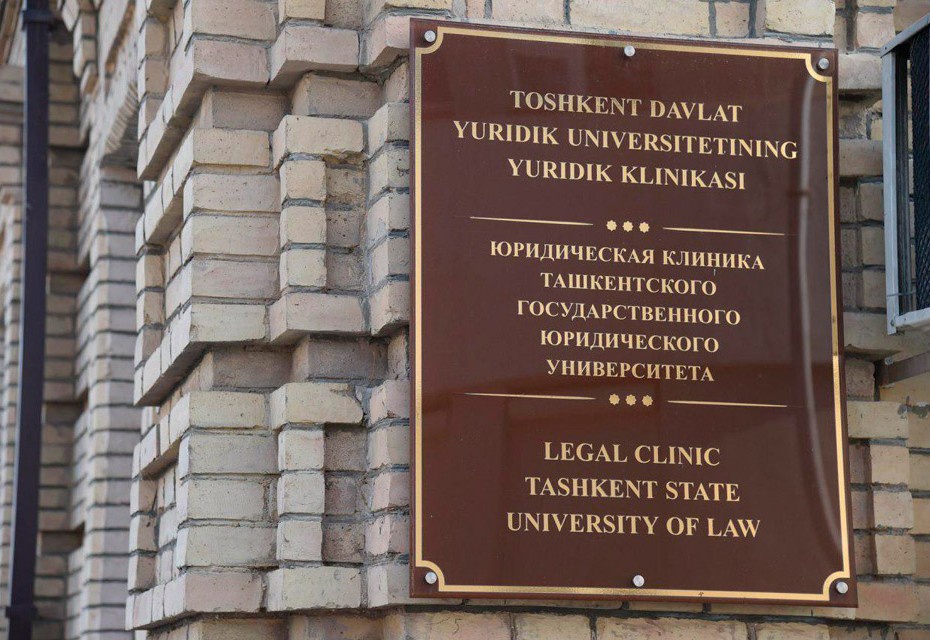 TOSHKENT DAVLAT
YURIDIK UNIVERSITETINING
YURIDIK KLINIKASI
ЮРИДИЧЕСКАЯ КЛИНИКА
ТАШКЕНТСКОГО
ГОСУДАРСТВЕННОГО
ЮРИДИЧЕСКОГО
УНИВЕРСИТЕТА
LEGAL CLINIC
TASHKENT STATE
UNIVERSITY OF LAW